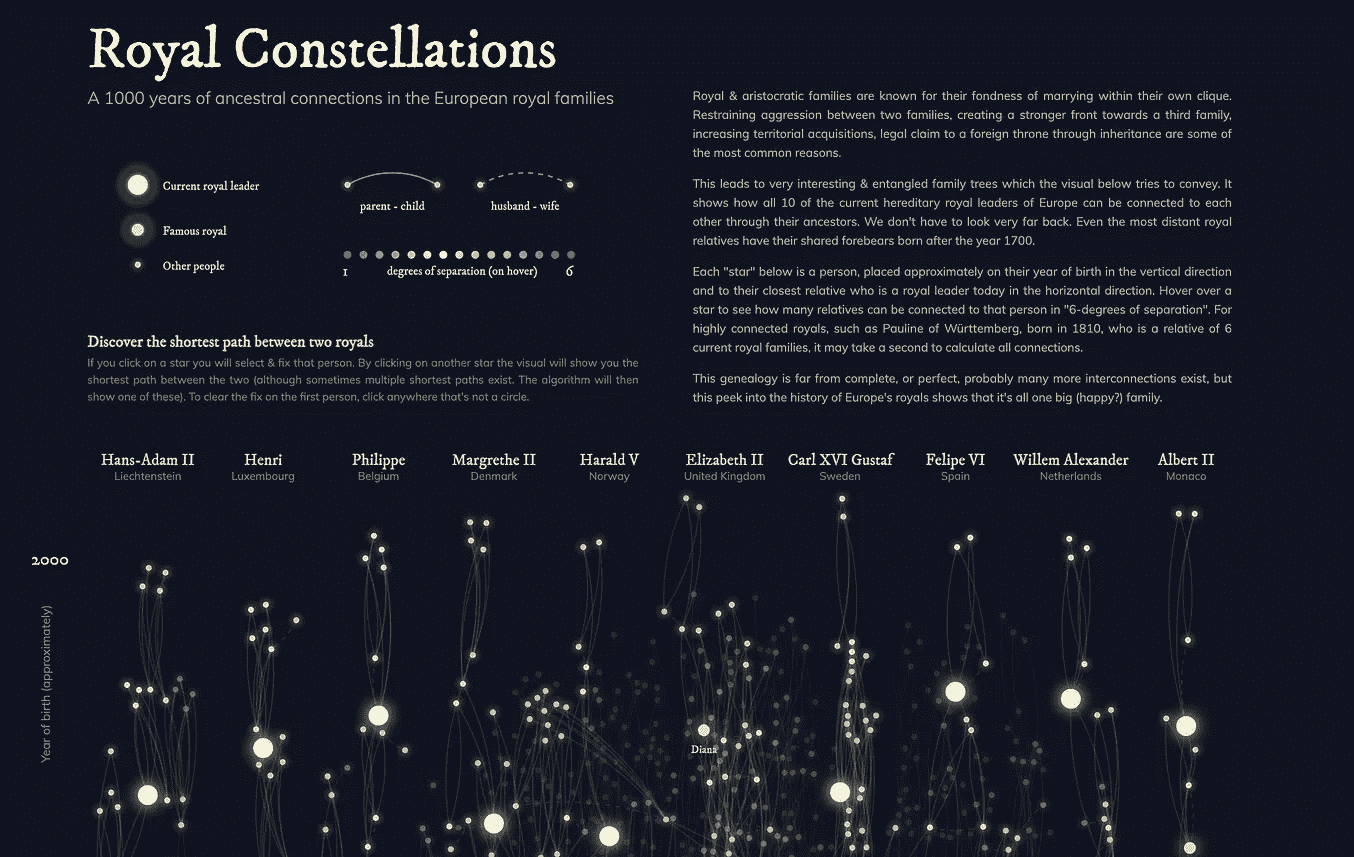 Royal Constellations
A 1000 years of ancestral connections in the European royal families
Current royal leader
Famous royal
Other people
parent - child
husband - wife
1
degrees of separation (on hover)
6
Discover the shortest path between two royals
If you click on a star you will select & fix that person. By clicking on another star the visual will show you the
shortest path between the two (although sometimes multiple shortest paths exist. The algorithm will then
show one of these). To clear the fix on the first person, click anywhere that's not a circle.
Royal & aristocratic families are known for their fondness of marrying within their own clique.
Restraining aggression between two families, creating a stronger front towards a third family,
increasing territorial acquisitions, legal claim to a foreign throne through inheritance are some of
the most common reasons.
This leads to very interesting & entangled family trees which the visual below tries to convey. It
shows how all 10 of the current hereditary royal leaders of Europe can be connected to each
other through their ancestors. We don't have to look very far back. Even the most distant royal
relatives have their shared forebears born after the year 1700.
Each "star" below is a person, placed approximately on their year of birth in the vertical direction
and to their closest relative who is a royal leader today in the horizontal direction. Hover over a
star to see how many relatives can be connected to that person in "6-degrees of separation". For
highly connected royals, such as Pauline of Württemberg, born in 1810, who is a relative of 6
current royal families, it may take a second to calculate all connections.
This genealogy is far from complete, or perfect, probably many more interconnections exist, but
this peek into the history of Europe's royals shows that it's all one big (happy?) family.
Hans-Adam II
Liechtenstein
Henri
Luxembourg
Philippe
Belgium
Margrethe II
Denmark
Harald V
Norway
Elizabeth II
United Kingdom
Carl XVI Gustaf
Sweden
Felipe VI
Spain
Willem Alexander
Netherlands
Albert II
Monaco
2000
Year of birth (approximately)
Diana